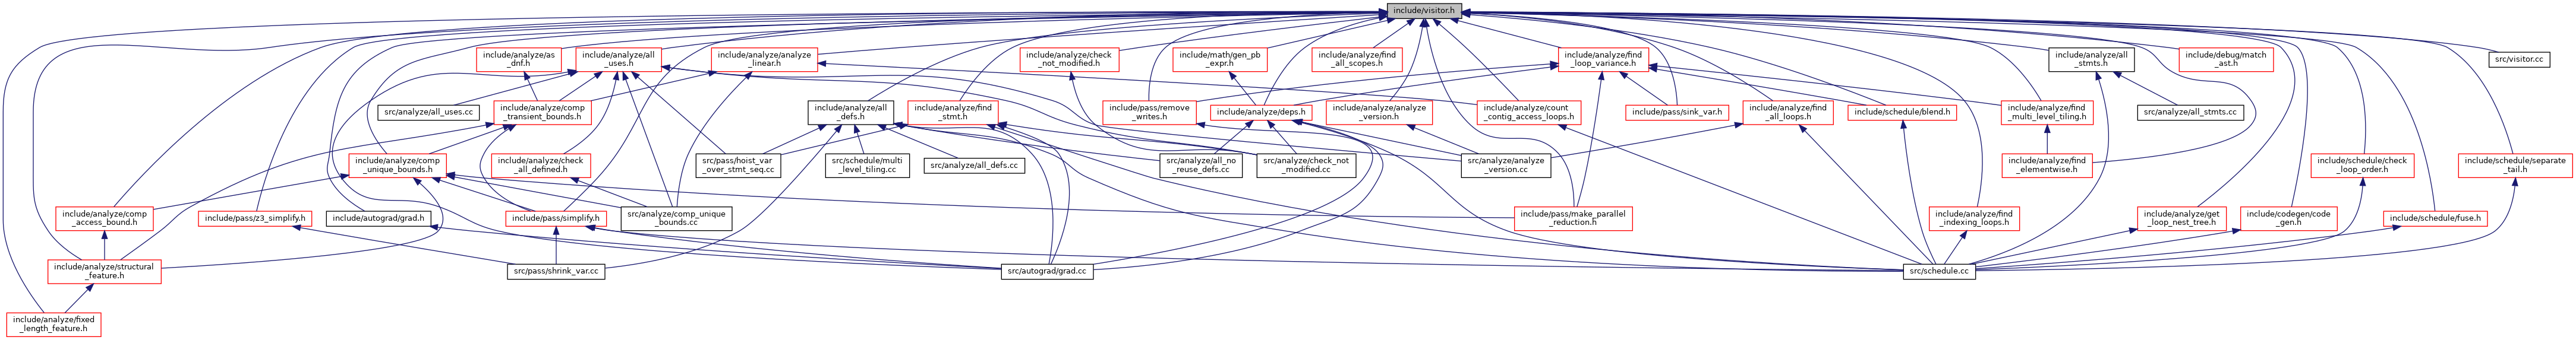 include/visitor.h
include/analyze/as
_dnf.h
include/analyze/all
_uses.h
include/analyze/analyze
_linear.h
include/analyze/check
_not_modified.h
include/math/gen_pb
_expr.h
include/analyze/find
_all_scopes.h
include/analyze/find
_loop_variance.h
include/analyze/all
_stmts.h
include/debug/match
_ast.h
src/visitor.cc
src/analyze/all_uses.cc
include/analyze/comp
_transient_bounds.h
include/analyze/all
_defs.h
include/analyze/find
_stmt.h
include/pass/remove
_writes.h
include/analyze/deps.h
include/analyze/analyze
_version.h
include/analyze/count
_contig_access_loops.h
include/pass/sink_var.h
include/analyze/find
_all_loops.h
include/schedule/blend.h
include/analyze/find
_multi_level_tiling.h
src/analyze/all_stmts.cc
include/analyze/comp
_unique_bounds.h
include/analyze/check
_all_defined.h
src/pass/hoist_var
_over_stmt_seq.cc
src/schedule/multi
_level_tiling.cc
src/analyze/all_defs.cc
src/analyze/all_no
_reuse_defs.cc
src/analyze/check_not
_modified.cc
src/analyze/analyze
_version.cc
include/analyze/find
_elementwise.h
include/schedule/check
_loop_order.h
include/schedule/separate
_tail.h
include/analyze/comp
_access_bound.h
include/pass/z3_simplify.h
include/autograd/grad.h
include/pass/simplify.h
src/analyze/comp_unique
_bounds.cc
include/pass/make_parallel
_reduction.h
include/analyze/find
_indexing_loops.h
include/analyze/get
_loop_nest_tree.h
include/codegen/code
_gen.h
include/schedule/fuse.h
include/analyze/structural
_feature.h
src/pass/shrink_var.cc
src/autograd/grad.cc
src/schedule.cc
include/analyze/fixed
_length_feature.h